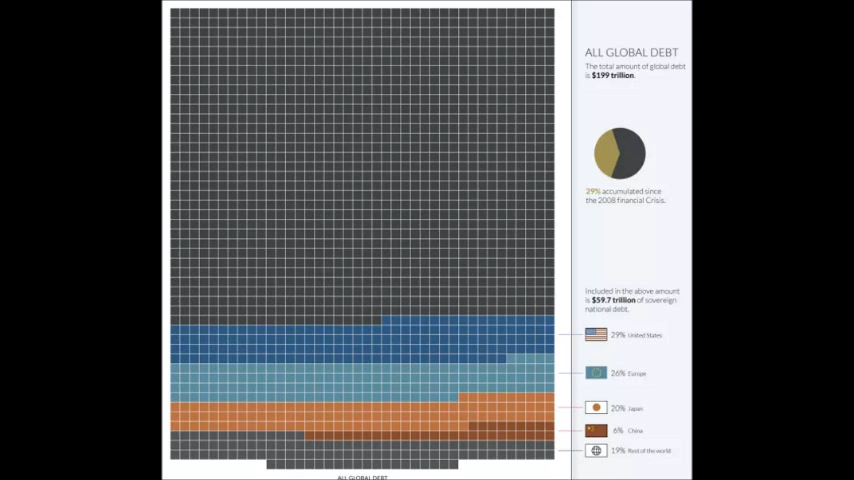 ALL GLOBAL DEBT
The total amount of global debt
is $199 trillion.
29% accumulated since
the 2008 financial Crisis.
Included in the above amount
is $59.7 trillion of sovereign
national debt.
29% United States
26% Europe
20% Japan
6% China
19% Rest of the world
ALL GLOBAL DEBT